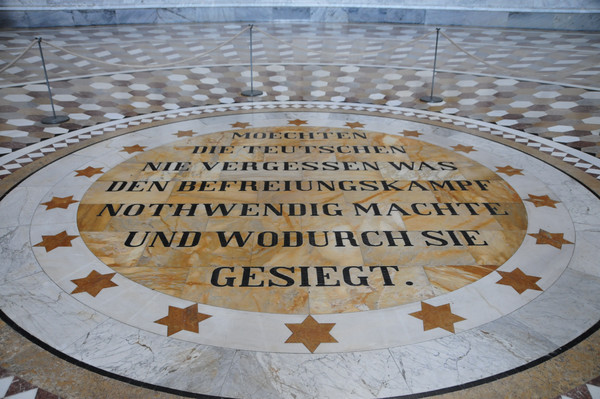 MOECHTEN
DIE TEUTSCHEN
NIE VERGESSEN WAS
DEN BEFREIUNGSKAMPF
NOTHWENDIG MACHTE
UND WODURCH SIE
GESIEGT.